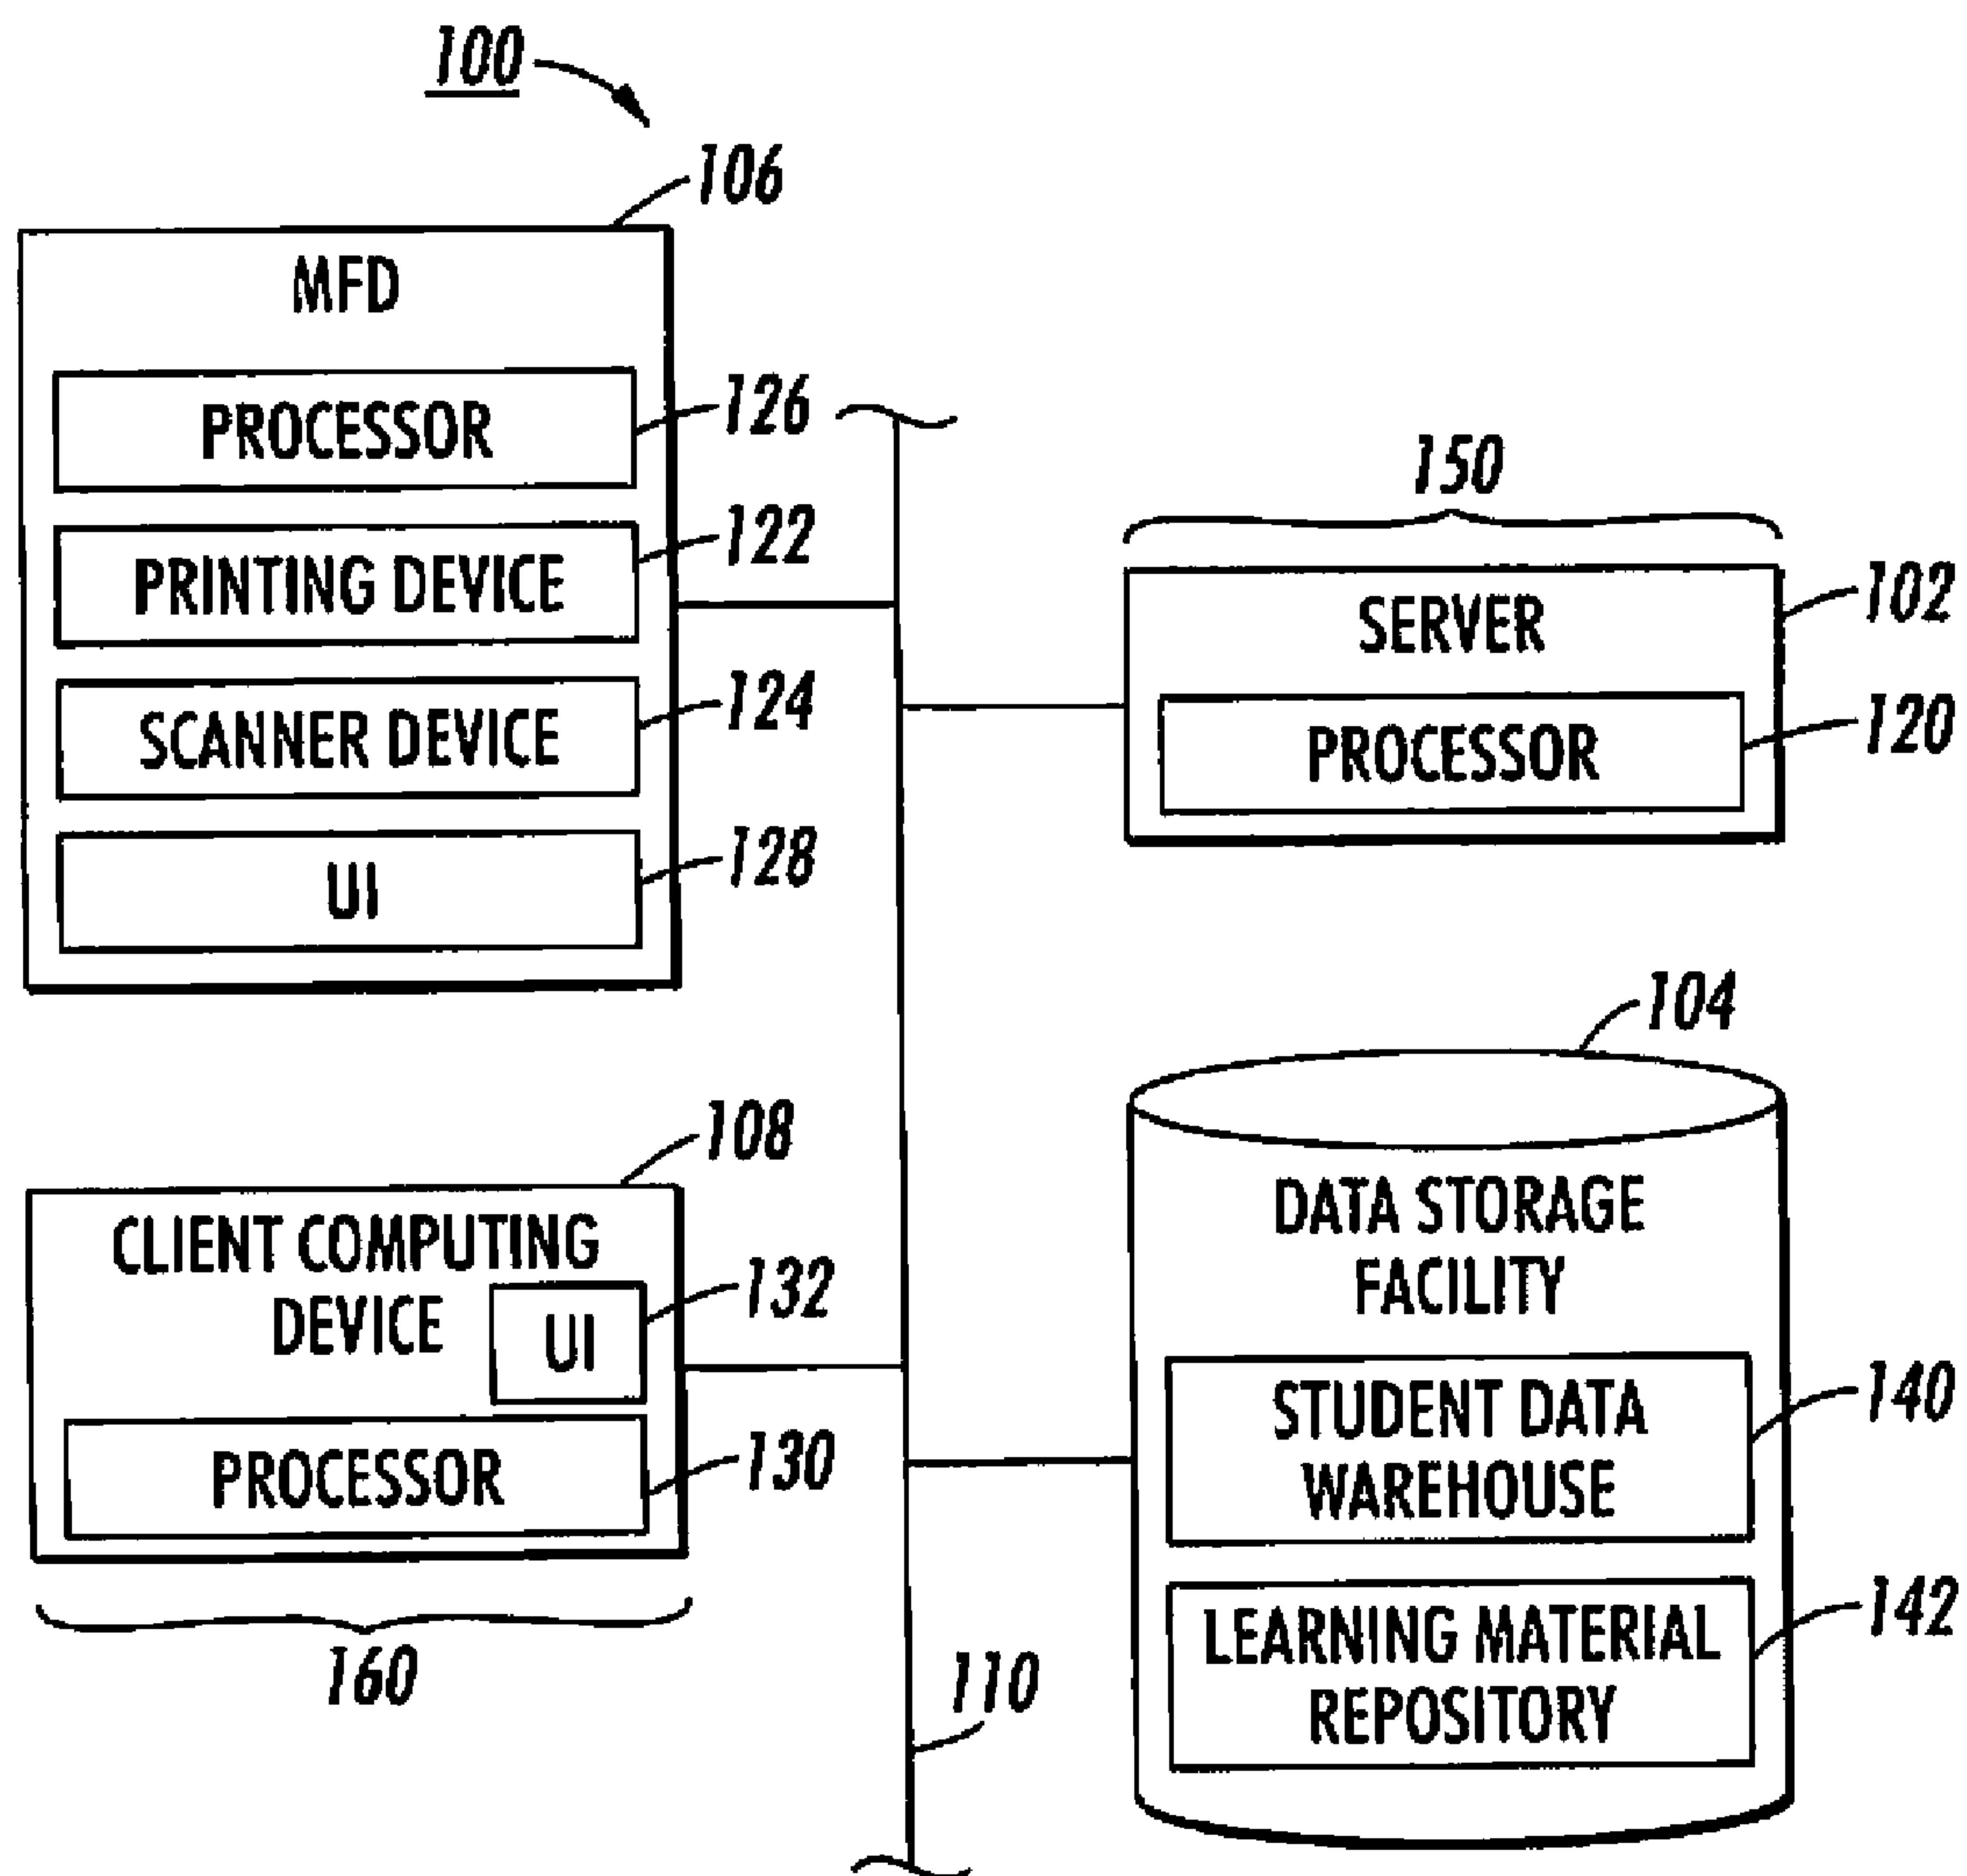 100
106
MFD
PROCESSOR
126
PRINTING DEVICE
122
SCANNER DEVICE
124
UI
128
150
SERVER
102
PROCESSOR
120
108
CLIENT COMPUTING
DEVICE
UI
132
PROCESSOR
130
160
110
104
DATA STORAGE
FACILITY
STUDENT DATA
WAREHOUSE
140
LEARNING MATERIAL
REPOSITORY
142